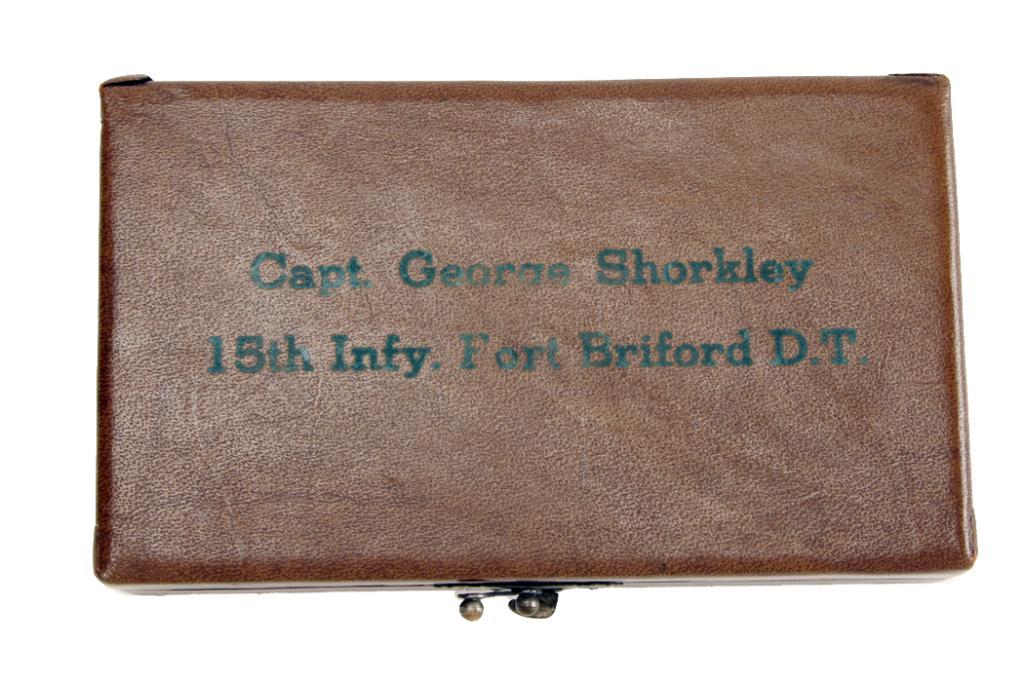 Capt. George Shorkley
15th Infy. Fort Briford D.T.